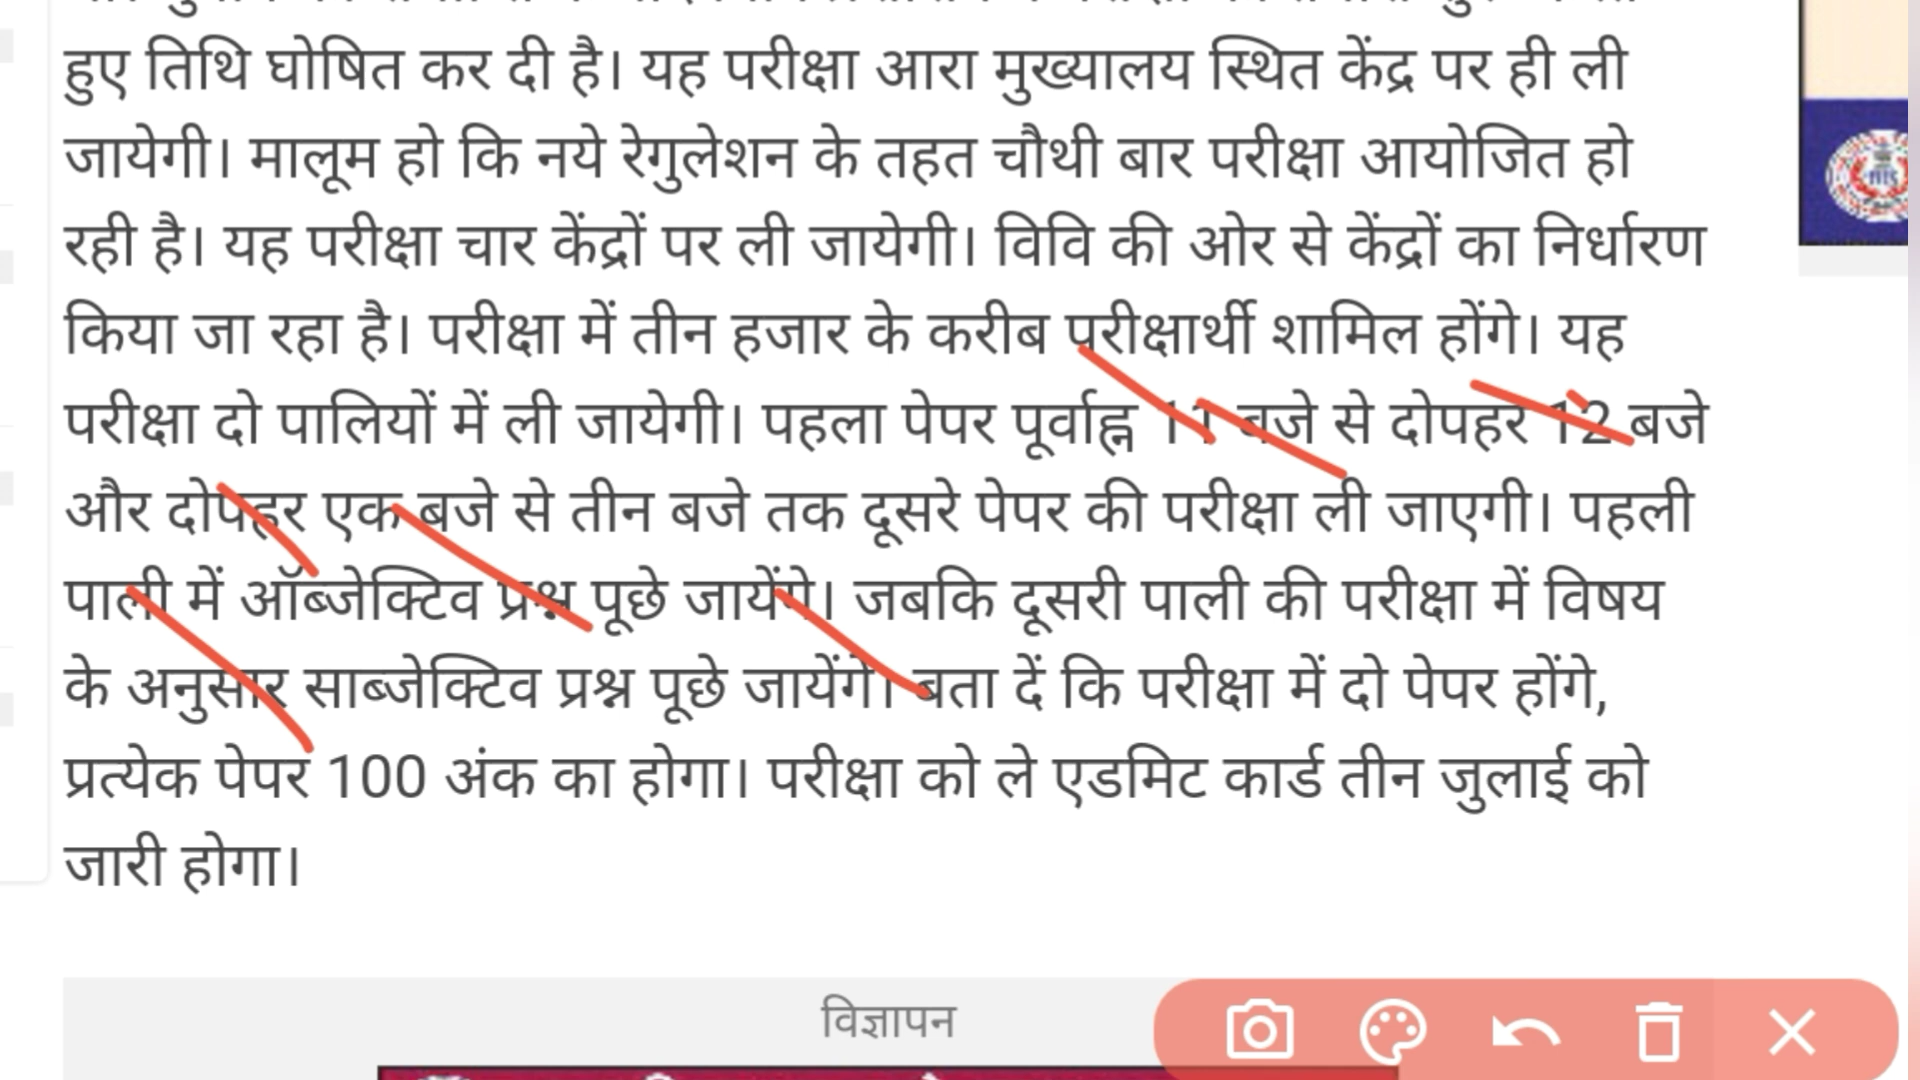 हुए तिथि घोषित कर दी है। यह परीक्षा आरा मुख्यालय स्थित केंद्र पर ही ली
जायेगी। मालूम हो कि नये रेगुलेशन के तहत चौथी बार परीक्षा आयोजित हो
रही है। यह परीक्षा चार केंद्रों पर ली जायेगी। विवि की ओर से केंद्रों का निर्धारण
किया जा रहा है। परीक्षा में तीन हजार के करीब परीक्षार्थी शामिल होंगे। यह
परीक्षा दो पालियों में ली जायेगी। पहला पेपर पूर्वाह्न 11 बजे से दोपहर 12 बजे
और दोपहर एक बजे से तीन बजे तक दूसरे पेपर की परीक्षा ली जाएगी। पहली
पाली में ऑब्जेक्टिव प्रश्न पूछे जायेंगे। जबकि दूसरी पाली की परीक्षा में विषय
के अनुसार साब्जेक्टिव प्रश्न पूछे जायेंगे। बता दें कि परीक्षा में दो पेपर होंगे,
प्रत्येक पेपर 100 अंक का होगा। परीक्षा को ले एडमिट कार्ड तीन जुलाई को
जारी होगा।
विज्ञापन